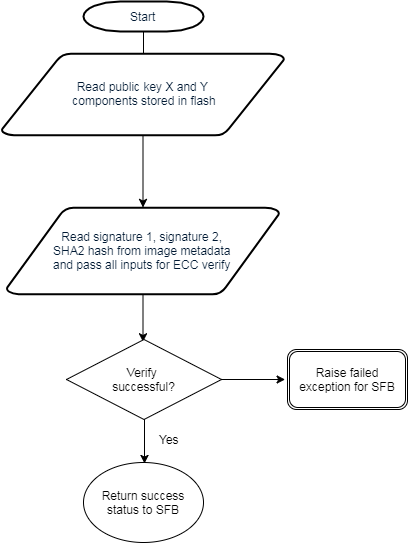 Start
Read public key X and Y
components stored in flash
Read signature 1, signature 2,
SHA2 hash from image metadata
and pass all inputs for ECC verify
Verify
successful?
Raise failed
exception for SFB
Yes
Return success
status to SFB